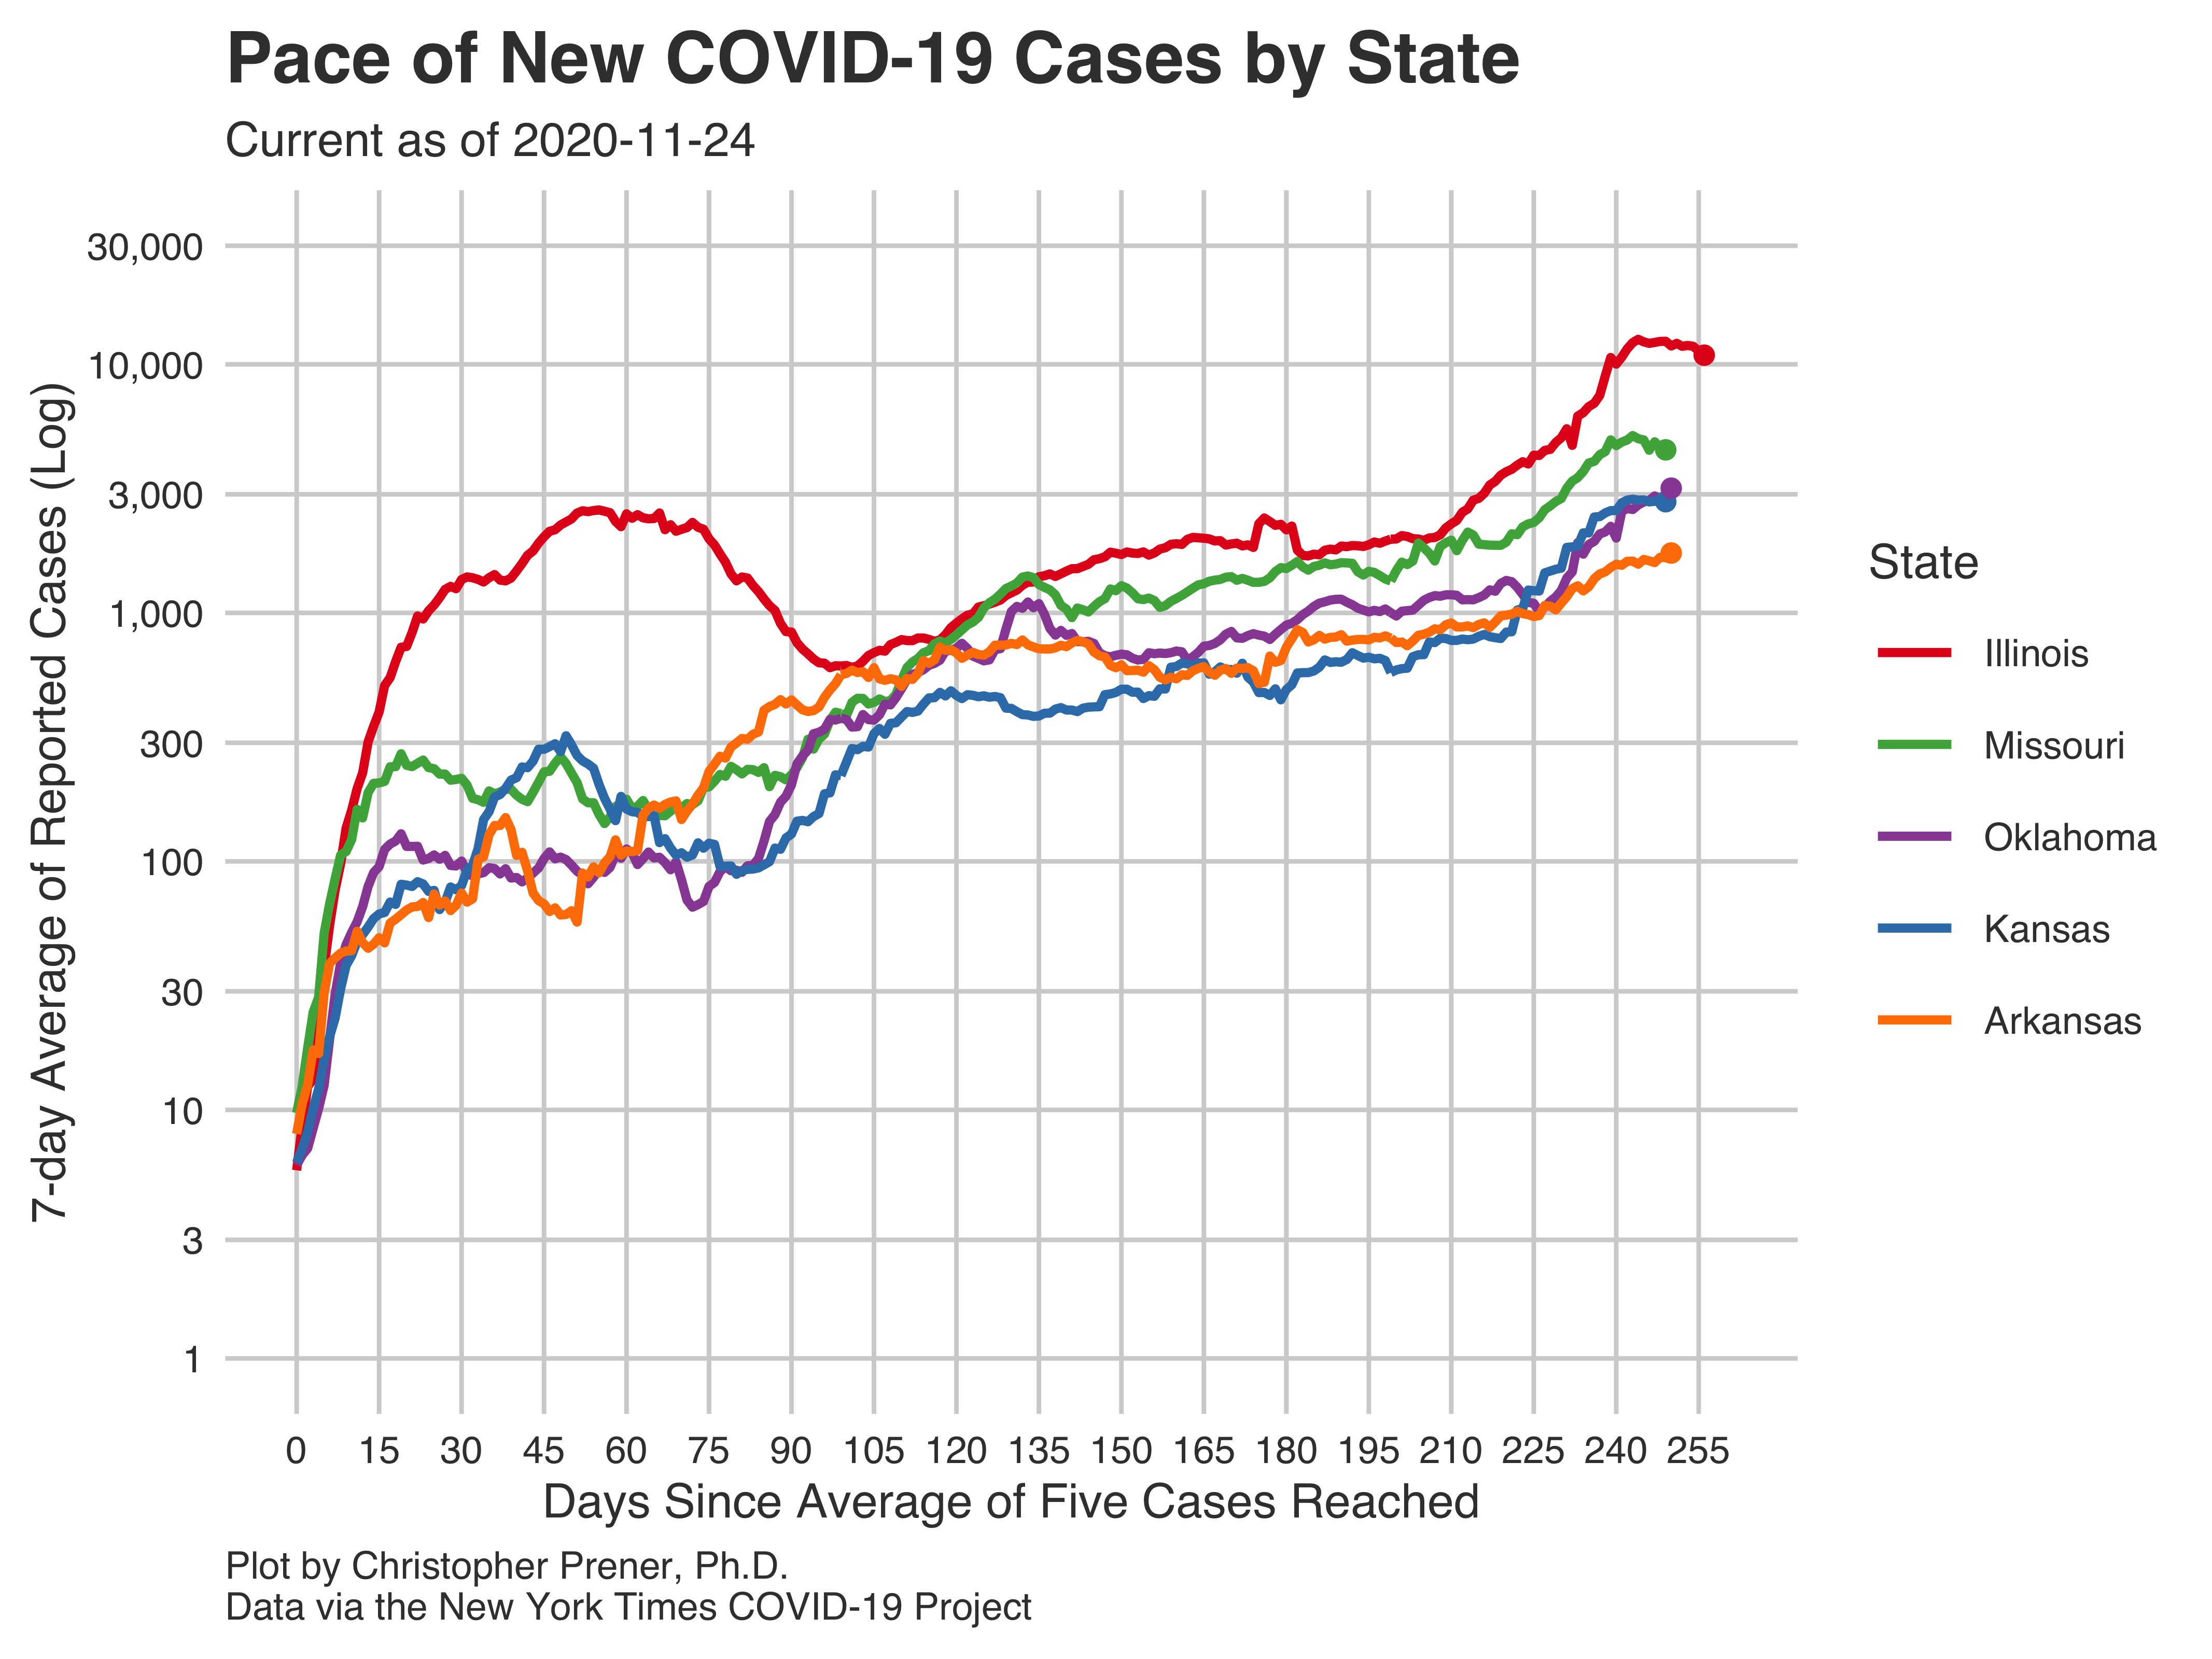 Pace of New COVID-19 Cases by State
Current as of 2020-11-24
7-day Average of Reported Cases (Log)
30,000
10,000
3,000
1,000
300
100
30
10
3
1
0 15 30 45 60 75 90 105 120 135 150 165 180 195 210 225 240 255
Days Since Average of Five Cases Reached
State
Illinois
Missouri
Oklahoma
Kansas
Arkansas
Plot by Christopher Prener, Ph.D.
Data via the New York Times COVID-19 Project